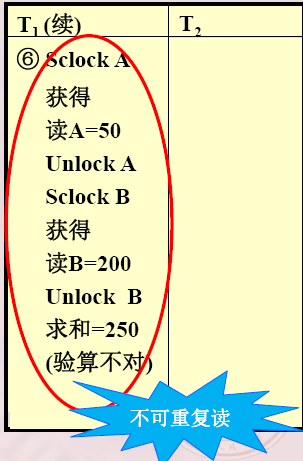 T1 (续) T2
⑥ Sclock A
获得
读A=50
Unlock A
Sclock B
获得
读B=200
Unlock B
求和=250
(验算不对)
不可重复读